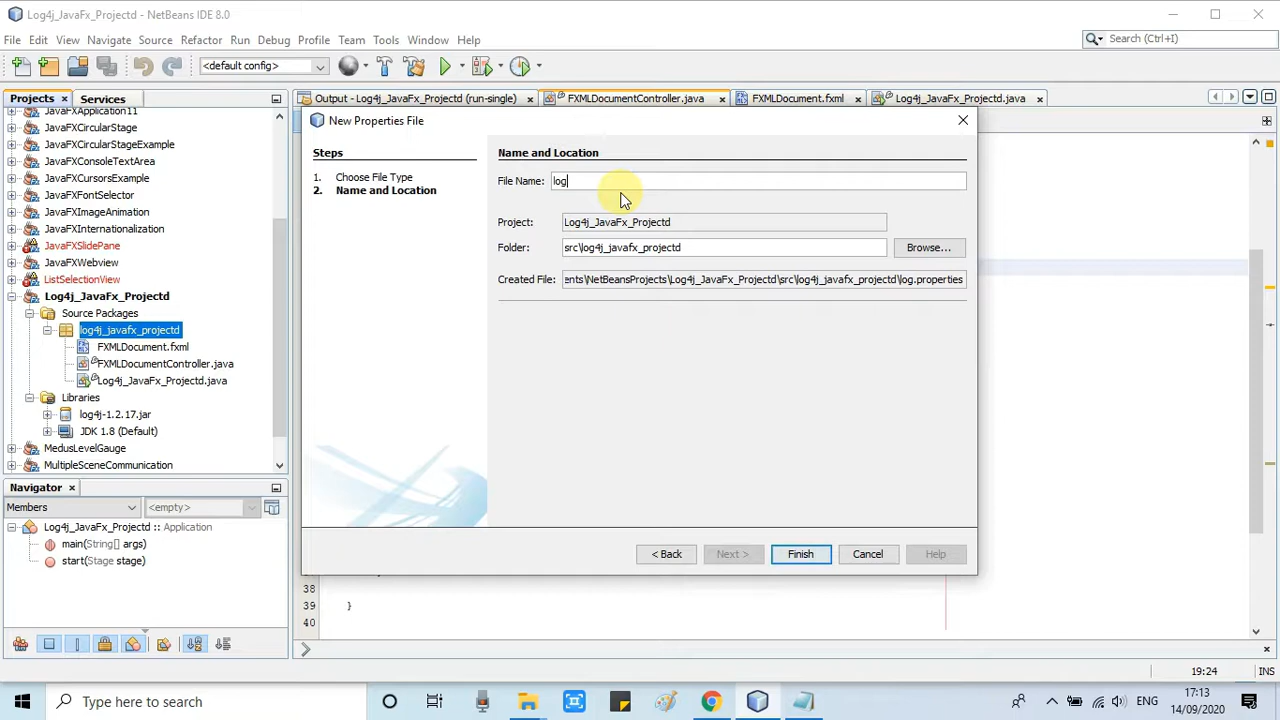 Log4j_JavaFx_Projectd - NetBeans IDE 8.0
File Edit View Navigate Source Refactor Run Debug Profile Team Tools Window Help
Search (Ctrl+I)
<default config>
Projects
Services
Output - Log4j_JavaFx_Projectd (run-single)
FXMLDocumentController.java
FXMLDocument.fxml
Log4j_JavaFx_Projectd.java
JavaFXApplication11
JavaFXCircularStage
JavaFXCircularStageExample
JavaFXConsoleTextArea
JavaFXCursorsExample
JavaFXFontSelector
JavaFXImageAnimation
JavaFXInternationalization
JavaFXSlidePane
JavaFXWebview
ListSelectionView
Log4j_JavaFx_Projectd
Source Packages
log4j_javafx_projectd
FXMLDocument.fxml
FXMLDocumentController.java
Log4j_JavaFx_Projectd.java
Libraries
log4j-1.2.17.jar
JDK 1.8 (Default)
MedusLevelGauge
MultipleSceneCommunication
Navigator
Members
<empty>
Log4j_JavaFx_Projectd :: Application
main(String[] args)
start(Stage stage)
New Properties File
Steps
1. Choose File Type
2. Name and Location
Name and Location
File Name: log
Project: Log4j_JavaFx_Projectd
Folder: src\log4j_javafx_projectd
Browse...
Created File: ents\NetBeansProjects\Log4j_JavaFx_Projectd\src\log4j_javafx_projectd\log.properties
< Back
Next >
Finish
Cancel
Help
38
39 }
40
19:24
INS
Type here to search
7:13
14/09/2020